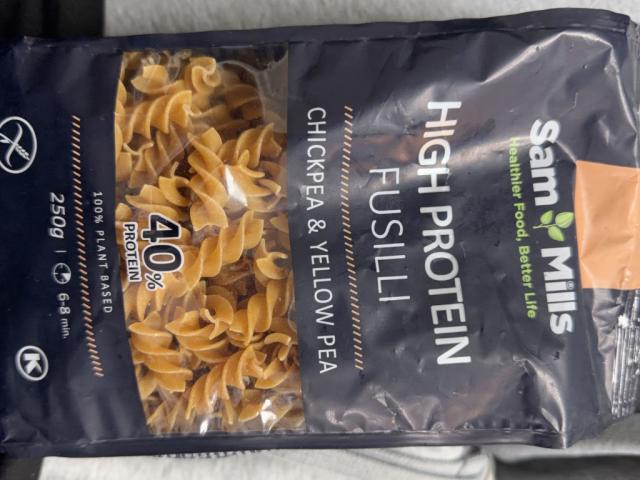 Sam Mills
Healthier Food, Better Life
HIGH PROTEIN
FUSILLI
CHICKPEA & YELLOW PEA
40%
PROTEIN
100% PLANT BASED
250g | 6-8 min.
K